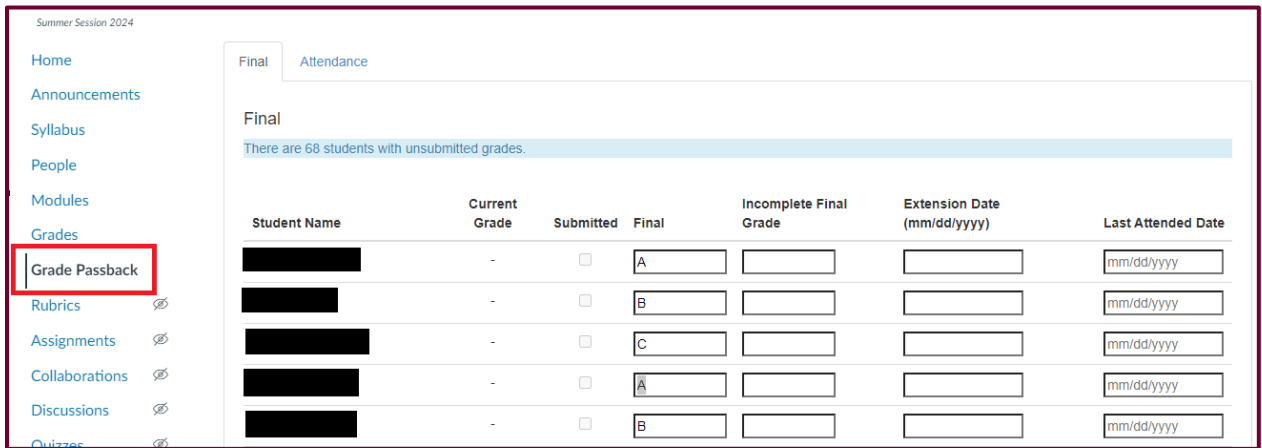 Summer Session 2024
Home
Announcements
Syllabus
People
Modules
Grades
Grade Passback
Rubrics
Assignments
Collaborations
Discussions
Quizzes
Final Attendance
Final
There are 68 students with unsubmitted grades.
Student Name Current Grade Submitted Final Incomplete Final Grade Extension Date (mm/dd/yyyy) Last Attended Date
- A mm/dd/yyyy
- B mm/dd/yyyy
- C mm/dd/yyyy
- A mm/dd/yyyy
- B mm/dd/yyyy